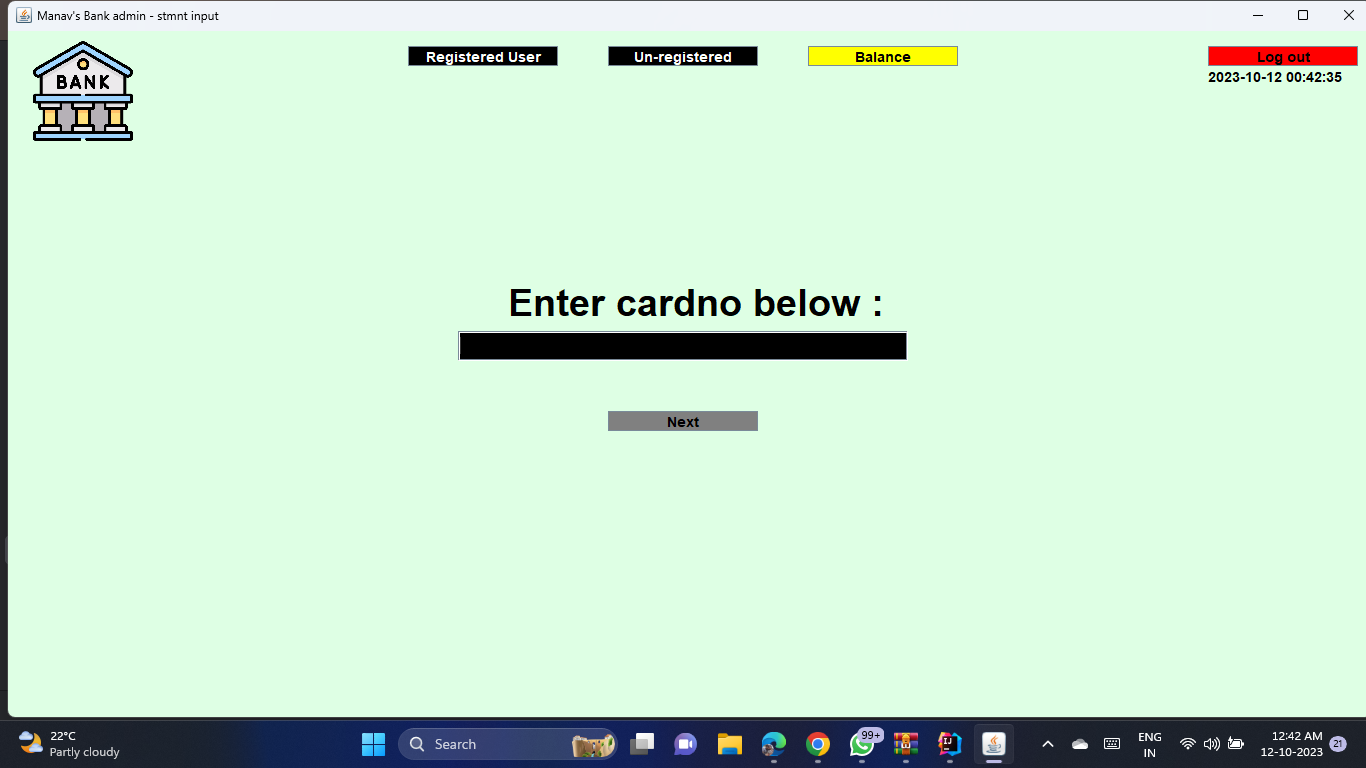 Manav's Bank admin - stmnt input
BANK
Registered User
Un-registered
Balance
Log out
2023-10-12 00:42:35
Enter cardno below :
Next
22°C
Partly cloudy
Search
99+
ENG
IN
12:42 AM
12-10-2023
21